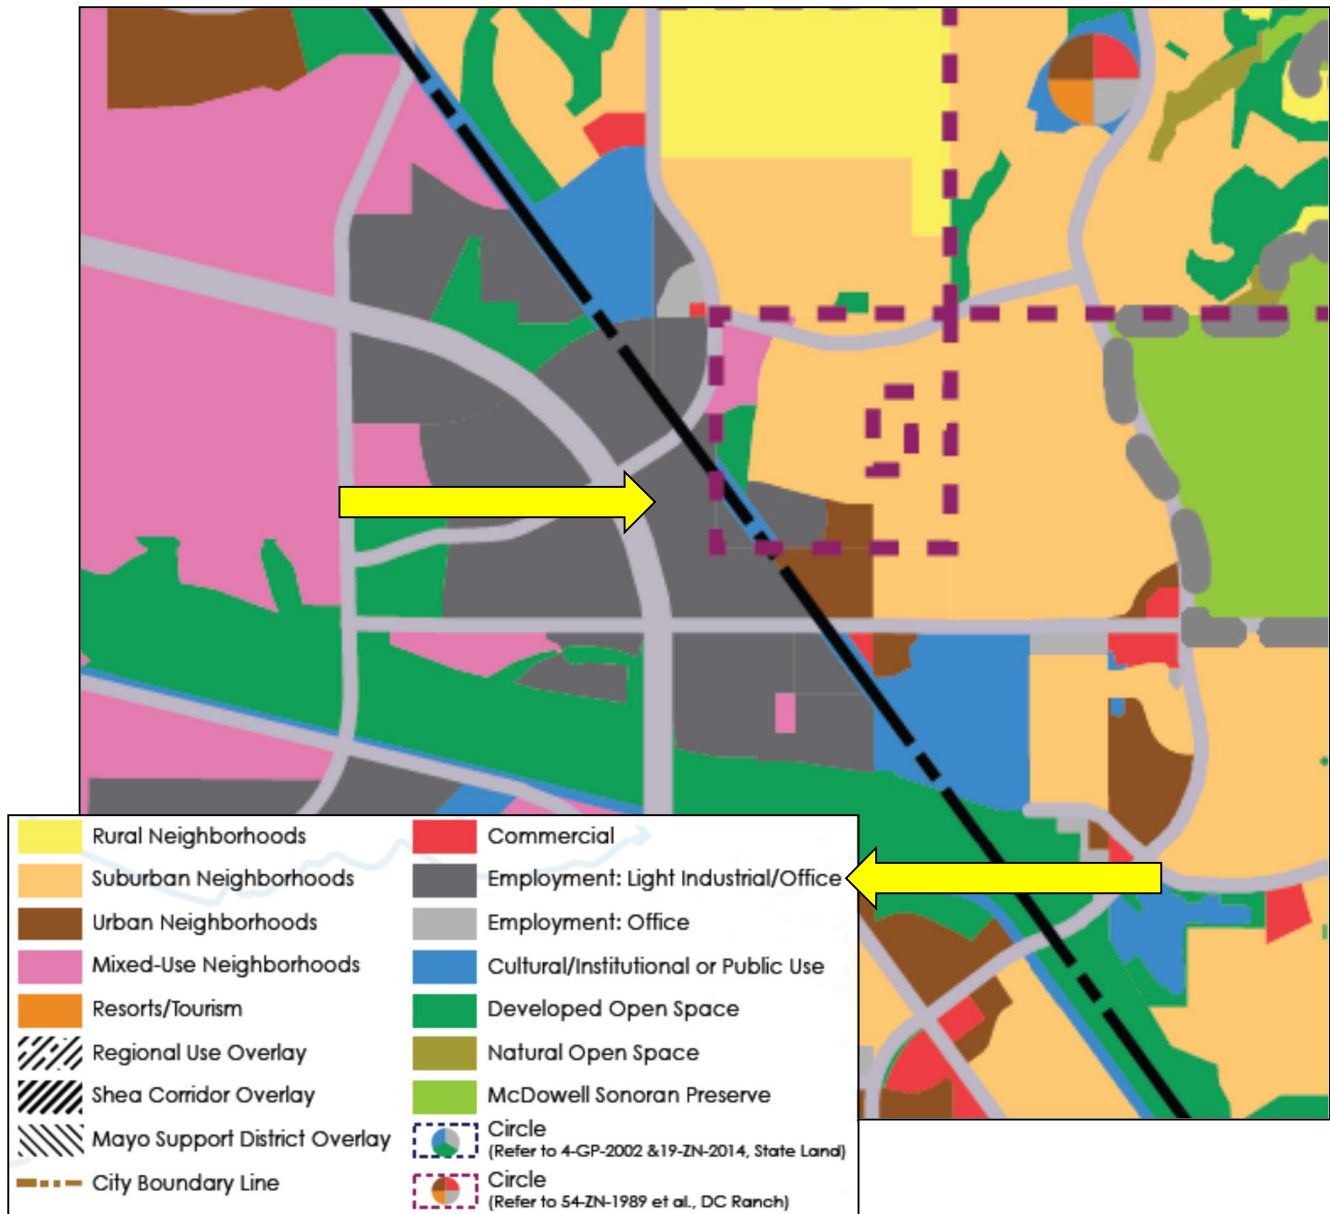 Rural Neighborhoods
Suburban Neighborhoods
Urban Neighborhoods
Mixed-Use Neighborhoods
Resorts/Tourism
Regional Use Overlay
Shea Corridor Overlay
Mayo Support District Overlay
City Boundary Line
Commercial
Employment: Light Industrial/Office
Employment: Office
Cultural/Institutional or Public Use
Developed Open Space
Natural Open Space
McDowell Sonoran Preserve
Circle
(Refer to 4-GP-2002 &19-ZN-2014, State Land)
Circle
(Refer to 54-ZN-1989 et al., DC Ranch)